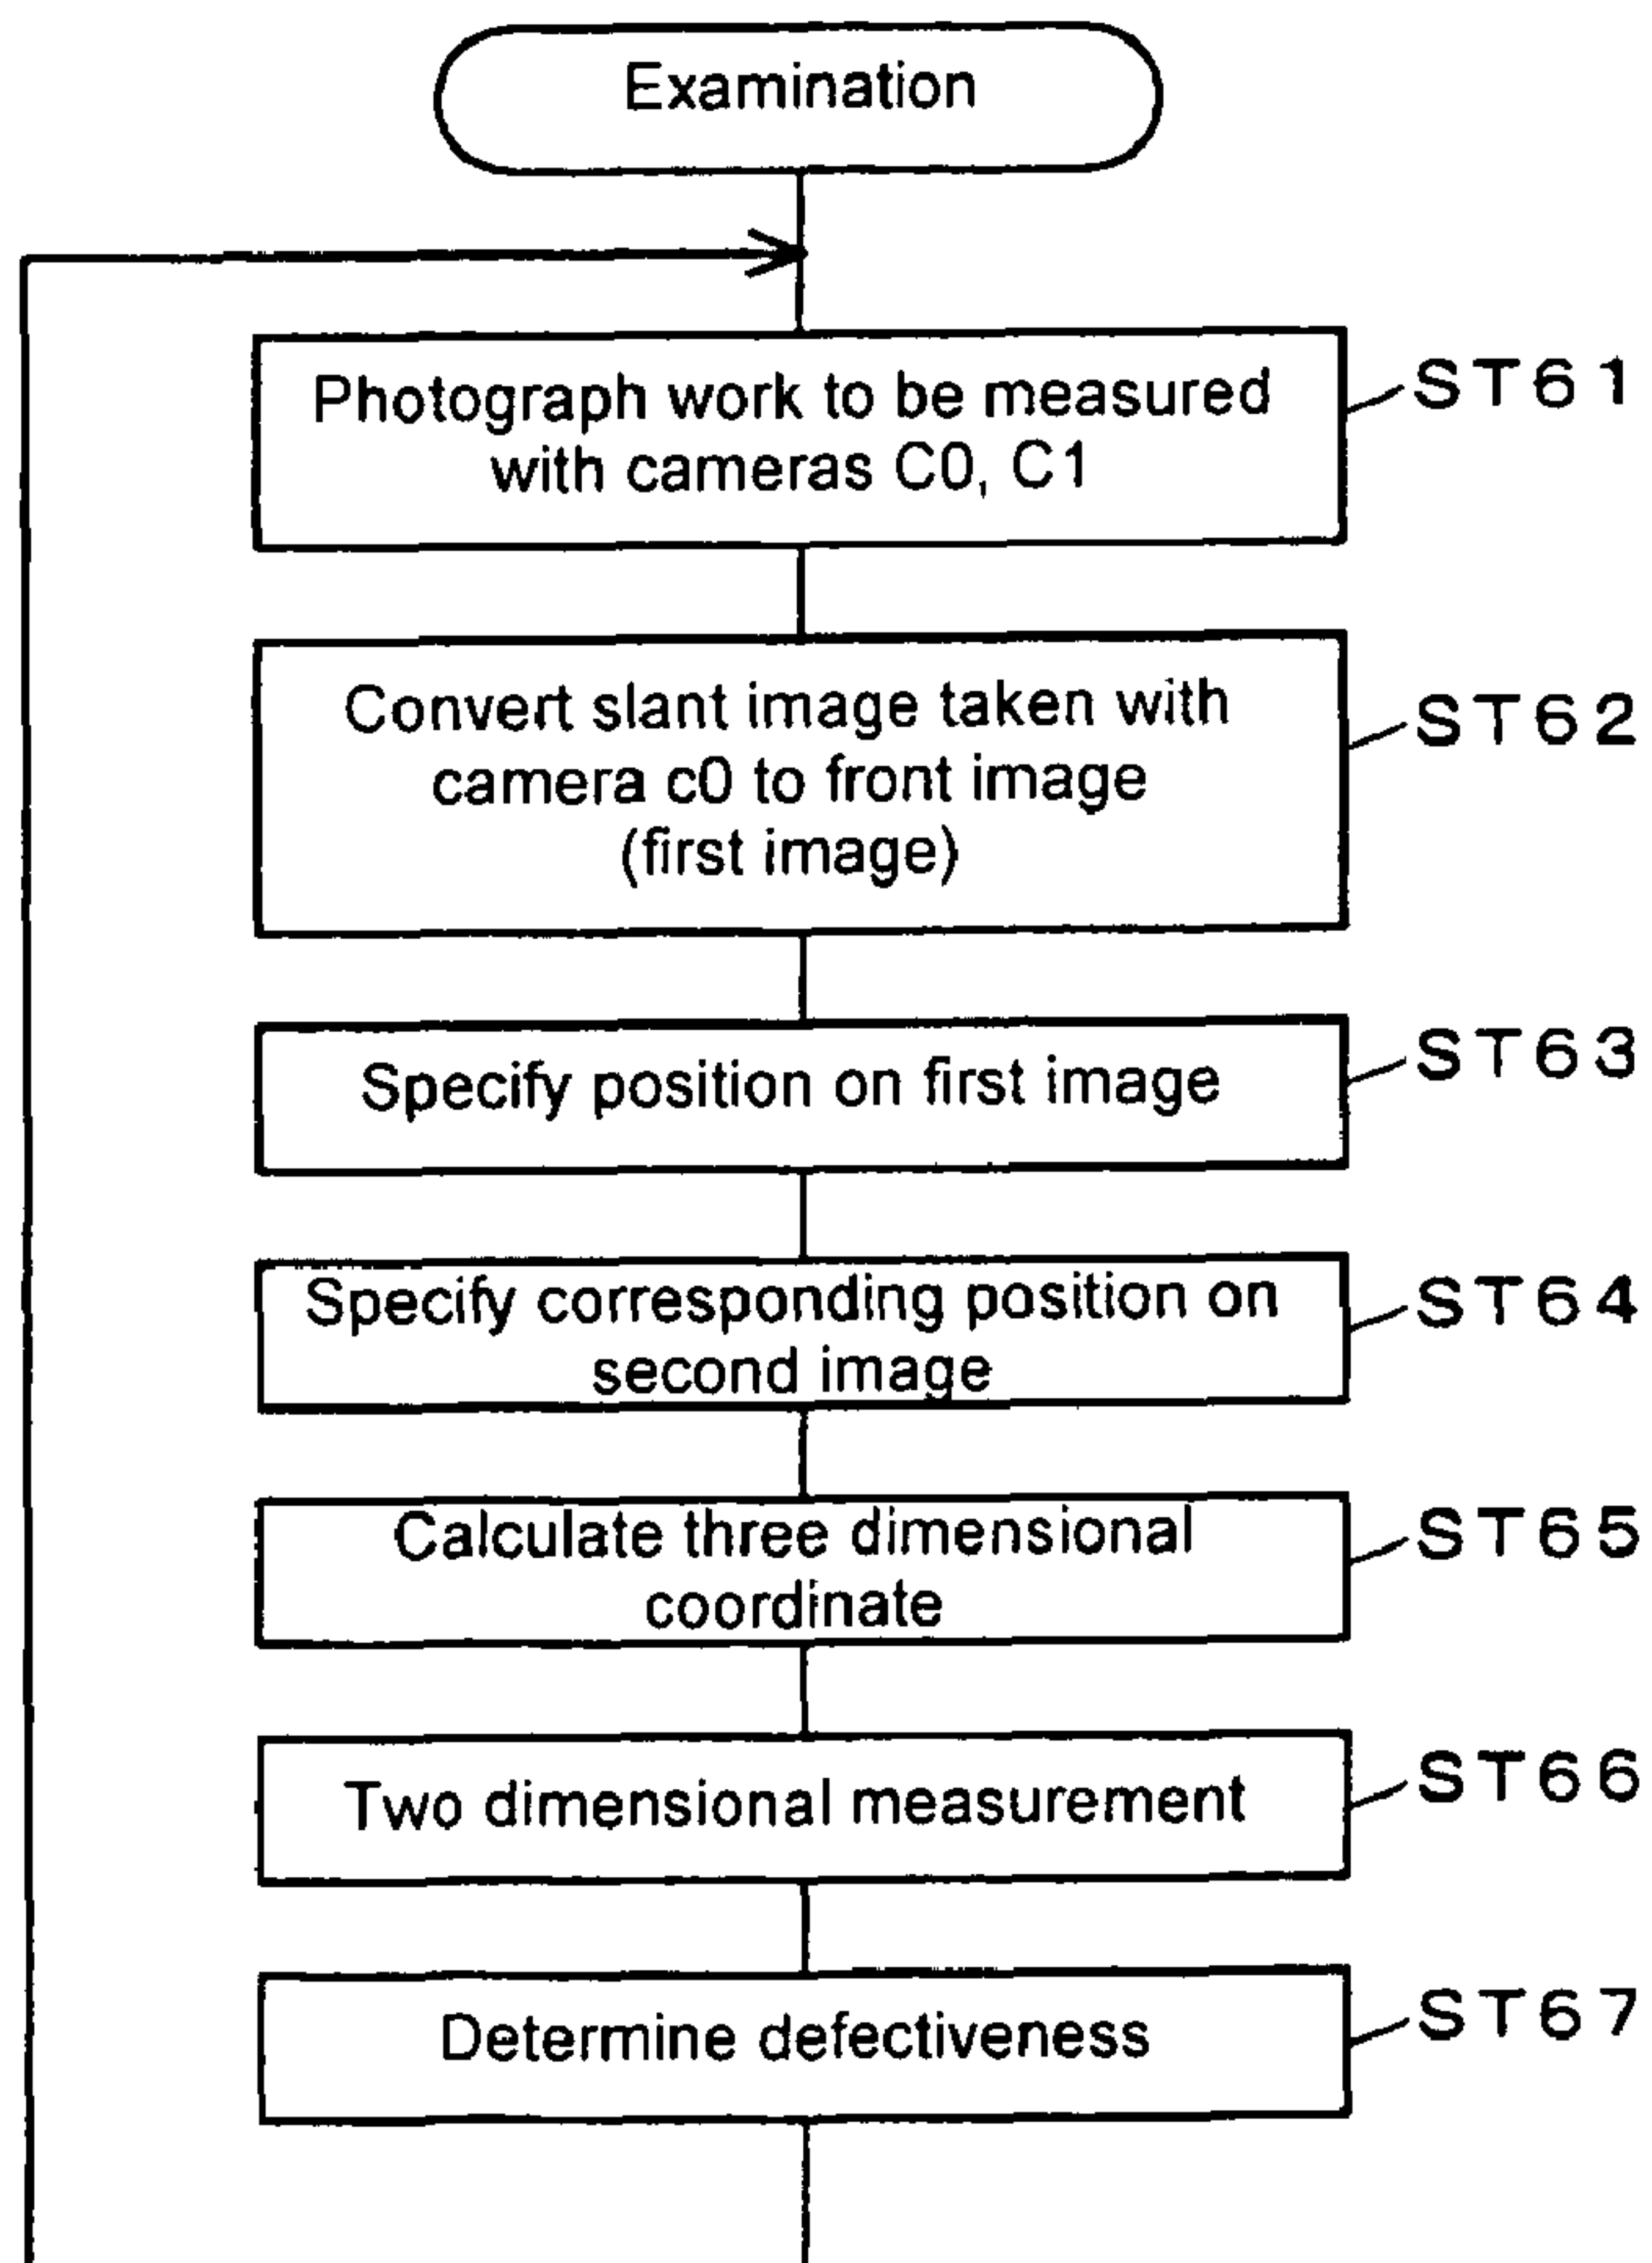 Examination
Photograph work to be measured
with cameras C0, C1
ST61
Convert slant image taken with
camera c0 to front image
(first image)
ST62
Specify position on first image
ST63
Specify corresponding position on
second image
ST64
Calculate three dimensional
coordinate
ST65
Two dimensional measurement
ST66
Determine defectiveness
ST67